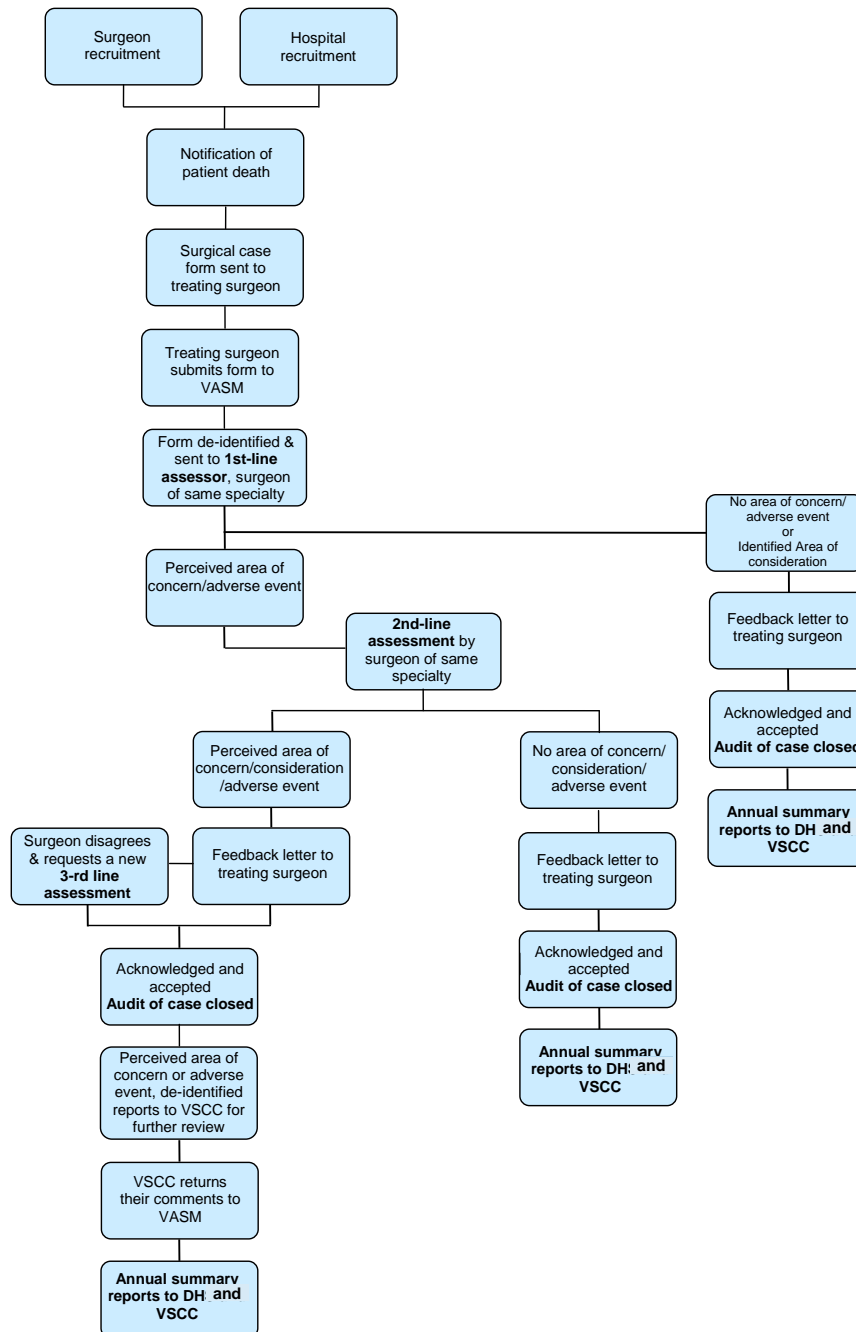 Surgeon
recruitment
Hospital
recruitment
Notification of
patient death
Surgical case
form sent to
treating surgeon
Treating surgeon
submits form to
VASM
Form de-identified &
sent to 1st-line
assessor, surgeon
of same specialty
No area of concern/
adverse event
or
Identified Area of
consideration
Perceived area of
concern/adverse event
Feedback letter to
treating surgeon
2nd-line
assessment by
surgeon of same
specialty
Acknowledged and
accepted
Audit of case closed
Perceived area of
concern/consideration
/adverse event
No area of concern/
consideration/
adverse event
Annual summary
reports to and
VSCC
Surgeon disagrees
& requests a new
3-rd line
assessment
Feedback letter to
treating surgeon
Feedback letter to
treating surgeon
Acknowledged and
accepted
Audit of case closed
Acknowledged and
accepted
Audit of case closed
Perceived area of
concern or adverse
event, de-identified
reports to VSCC for
further review
Annual summary
reports to and
VSCC
VSCC returns
their comments to
VASM
Annual summary
reports to and
VSCC